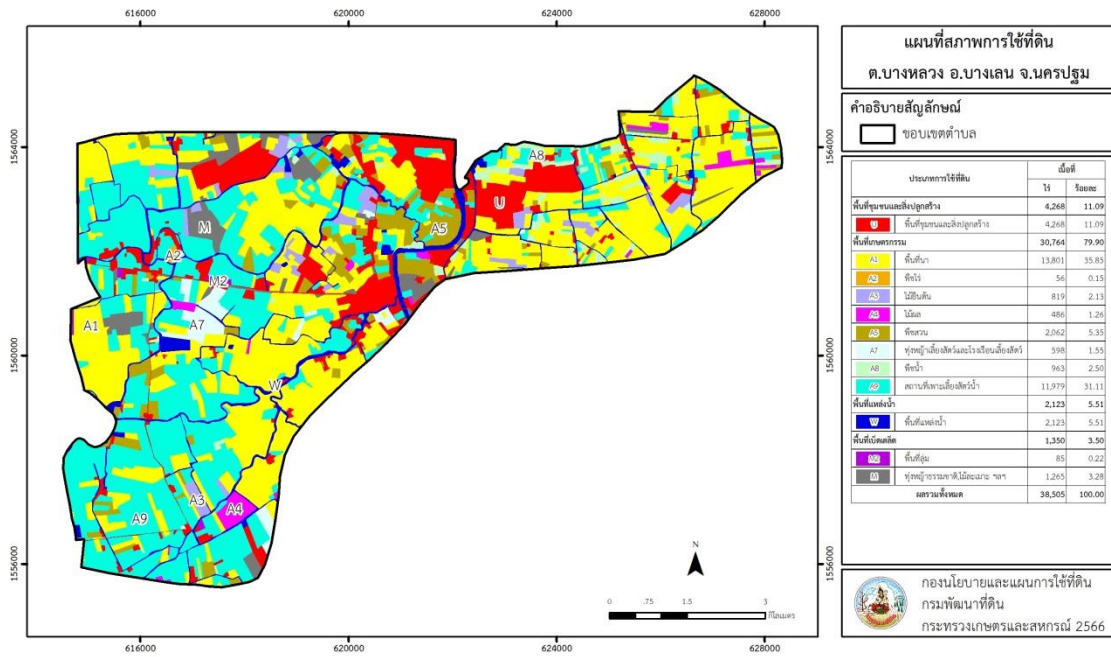 616000 620000 624000 628000
แผนที่สภาพการใช้ที่ดิน
ต.บางหลวง อ.บางเลน จ.นครปฐม
คำอธิบายสัญลักษณ์
ขอบเขตตำบล
ประเภทการใช้ที่ดิน เนื้อที่
ไร่ ร้อยละ
พื้นที่ชุมชนและสิ่งปลูกสร้าง 4,268 11.09
U พื้นที่ชุมชนและสิ่งปลูกสร้าง 4,268 11.09
พื้นที่เกษตรกรรม 30,764 79.90
A1 พื้นที่นา 13,801 35.85
A2 พืชไร่ 56 0.15
A3 ไม้ยืนต้น 819 2.13
A4 ไม้ผล 486 1.26
A5 พืชสวน 2,062 5.35
A7 ทุ่งหญ้าเลี้ยงสัตว์และโรงเรือนเลี้ยงสัตว์ 598 1.55
A8 พืชน้ำ 963 2.50
A9 สถานที่เพาะเลี้ยงสัตว์น้ำ 11,979 31.11
พื้นที่แหล่งน้ำ 2,123 5.51
W พื้นที่แหล่งน้ำ 2,123 5.51
พื้นที่เบ็ดเตล็ด 1,350 3.50
M2 พื้นที่ลุ่ม 85 0.22
M ทุ่งหญ้าธรรมชาติ,ไม้ละเมาะ ฯลฯ 1,265 3.28
ผลรวมทั้งหมด 38,505 100.00
1564000 1564000
1560000 1560000
1556000 1556000
A8
U
M
A5
A2
M2
A1
A7
W
A3
A4
A9
N
0 .75 1.5 3
กิโลเมตร
616000 620000 624000 628000
กองนโยบายและแผนการใช้ที่ดิน
กรมพัฒนาที่ดิน
กระทรวงเกษตรและสหกรณ์ 2566